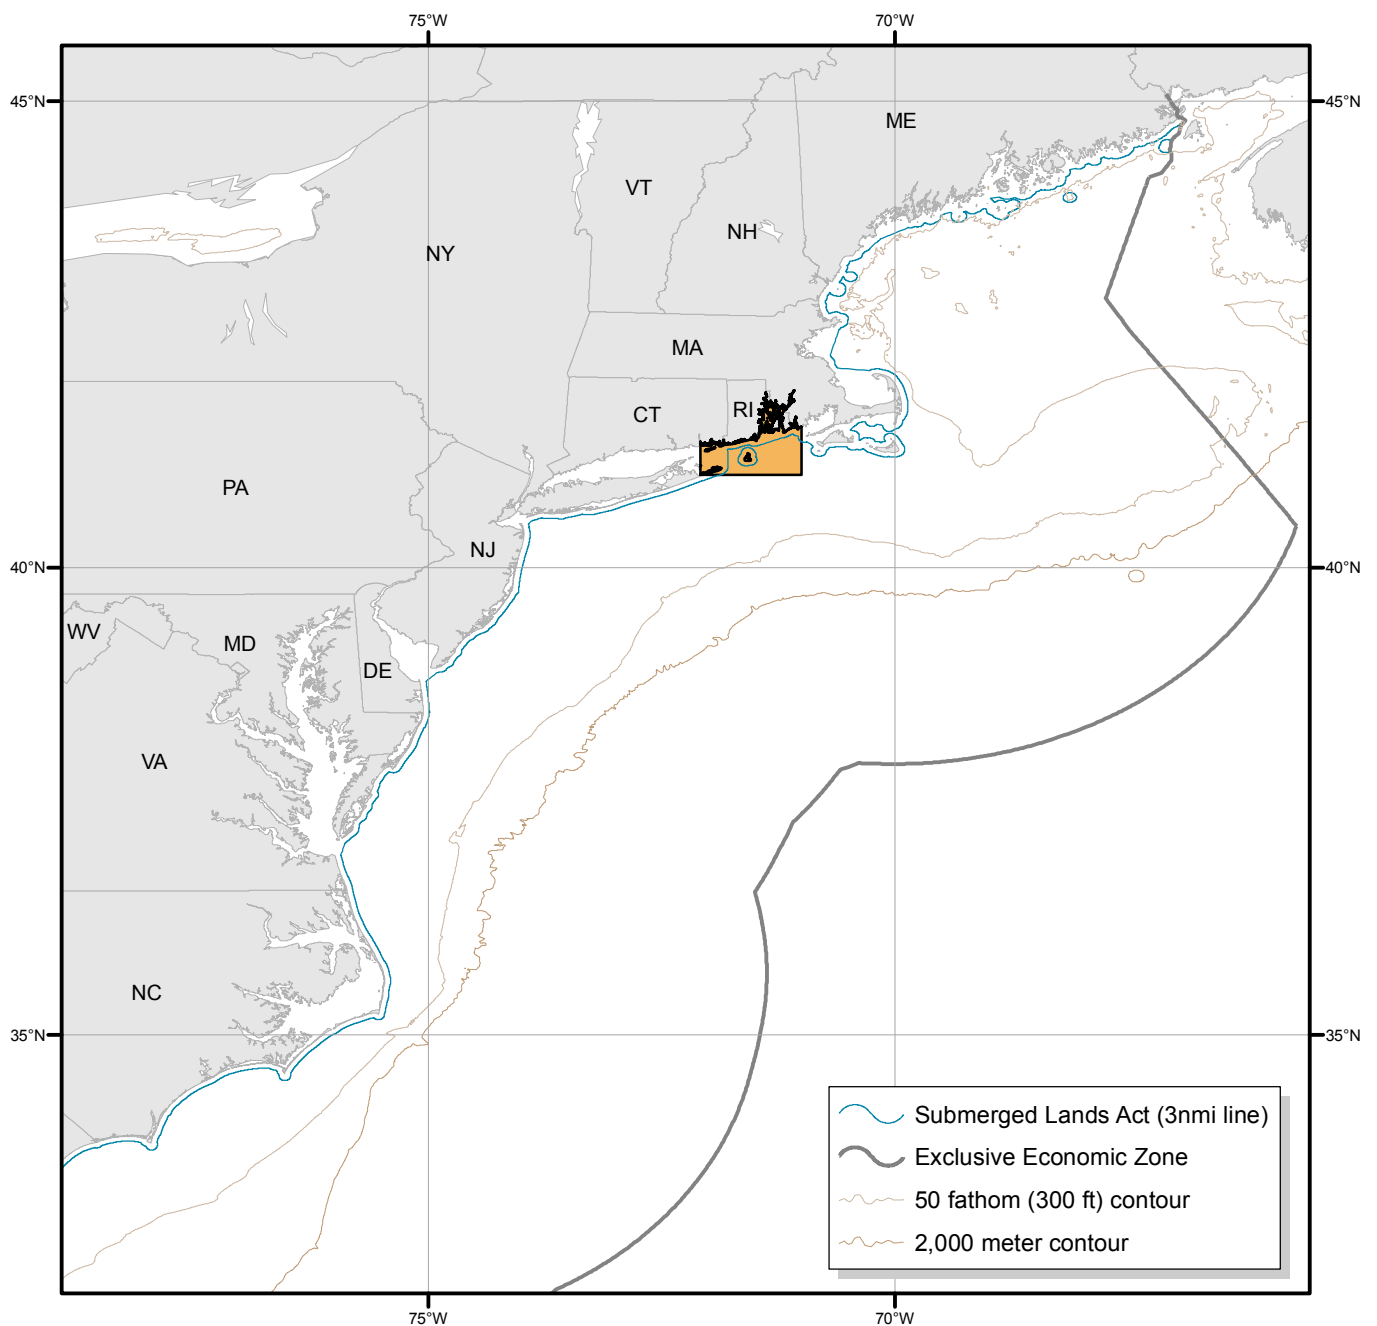 75°W
70°W
45°N
45°N
ME
VT
NH
NY
MA
CT
RI
PA
NJ
40°N
40°N
WV
MD
DE
VA
NC
35°N
35°N
Submerged Lands Act (3nmi line)
Exclusive Economic Zone
50 fathom (300 ft) contour
2,000 meter contour
75°W
70°W